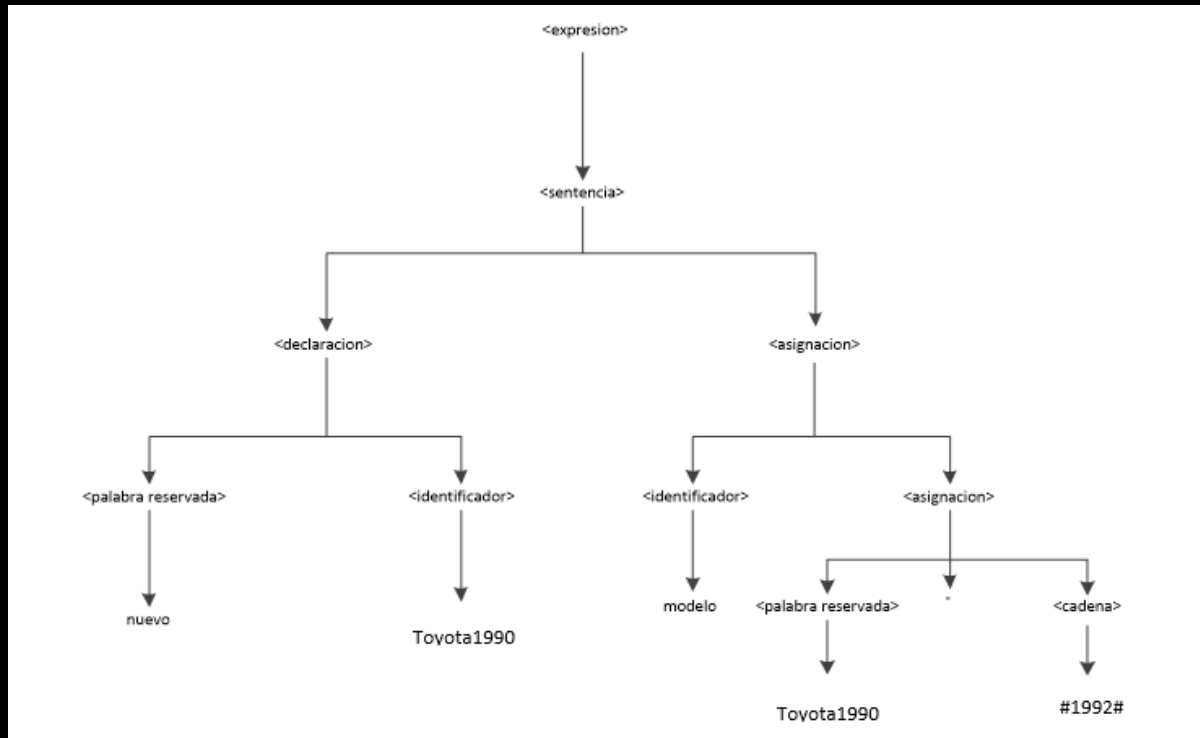 <expresion>
<sentencia>
<declaracion>
<asignacion>
<palabra reservada>
<identificador>
<identificador>
<asignacion>
nuevo
Toyota1990
modelo
<palabra reservada>
-
<cadena>
Toyota1990
#1992#